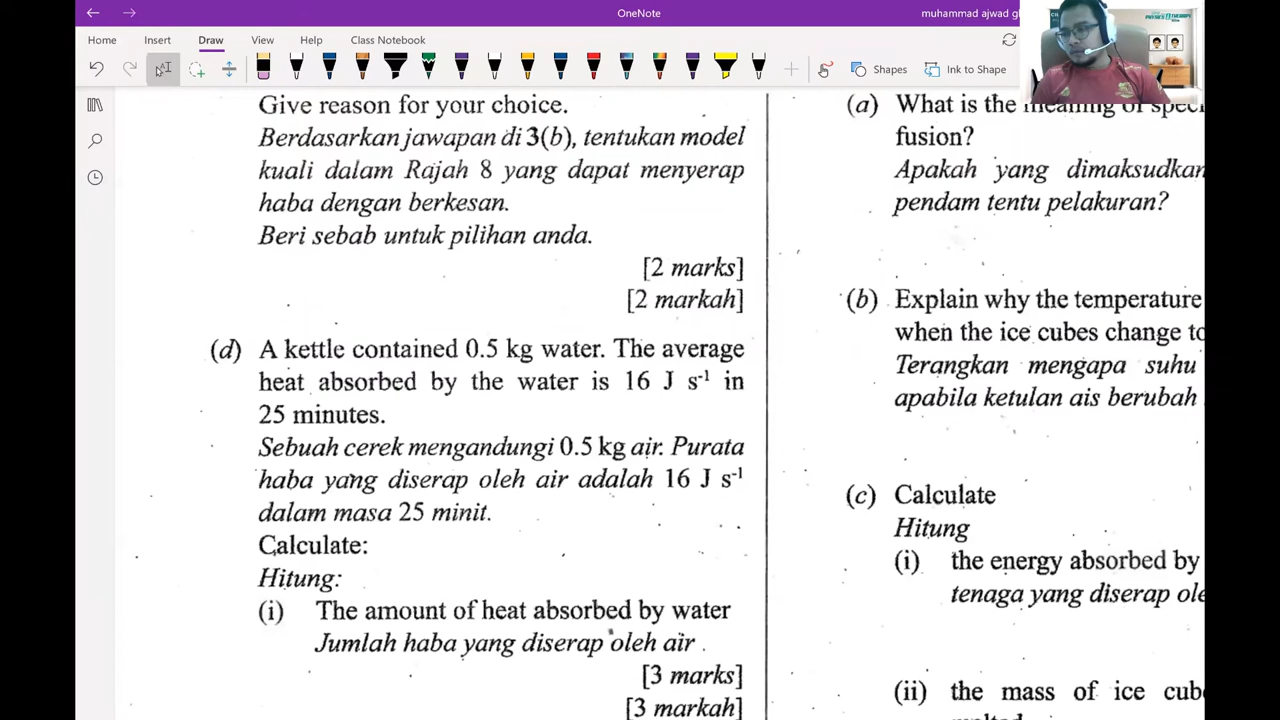 OneNote
muhammad ajwad
Home Insert Draw View Help Class Notebook
Shapes
Ink to Shape
Give reason for your choice.
Berdasarkan jawapan di 3(b), tentukan model
kuali dalam Rajah 8 yang dapat menyerap
haba dengan berkesan.
Beri sebab untuk pilihan anda.
[2 marks]
[2 markah]
(d) A kettle contained 0.5 kg water. The average
heat absorbed by the water is 16 J s⁻¹ in
25 minutes.
Sebuah cerek mengandungi 0.5 kg air. Purata
haba yang diserap oleh air adalah 16 J s⁻¹
dalam masa 25 minit.
Calculate:
Hitung:
(i) The amount of heat absorbed by water
Jumlah haba yang diserap oleh air
[3 marks]
[3 markah]
(a) What is the meaning of
fusion?
Apakah yang dimaksudkan
pendam tentu pelakuran?
(b) Explain why the temperature
when the ice cubes change
Terangkan mengapa suhu
apabila ketulan ais berubah
(c) Calculate
Hitung
(i) the energy absorbed by
tenaga yang diserap
(ii) the mass of ice